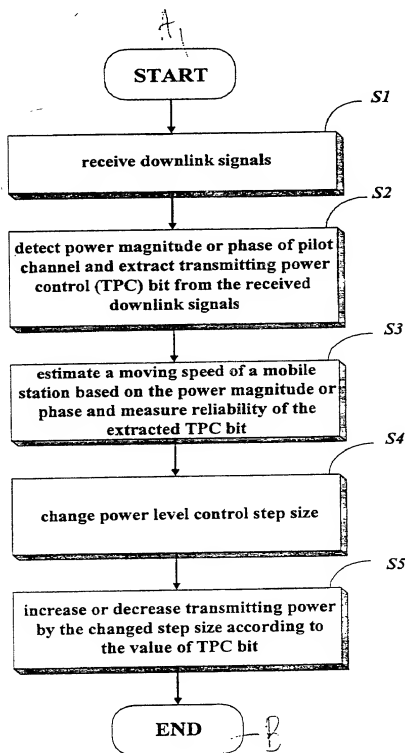 A
START
S1
receive downlink signals
S2
detect power magnitude or phase of pilot
channel and extract transmitting power
control (TPC) bit from the received
downlink signals
S3
estimate a moving speed of a mobile
station based on the power magnitude or
phase and measure reliability of the
extracted TPC bit
S4
change power level control step size
S5
increase or decrease transmitting power
by the changed step size according to
the value of TPC bit
END
B